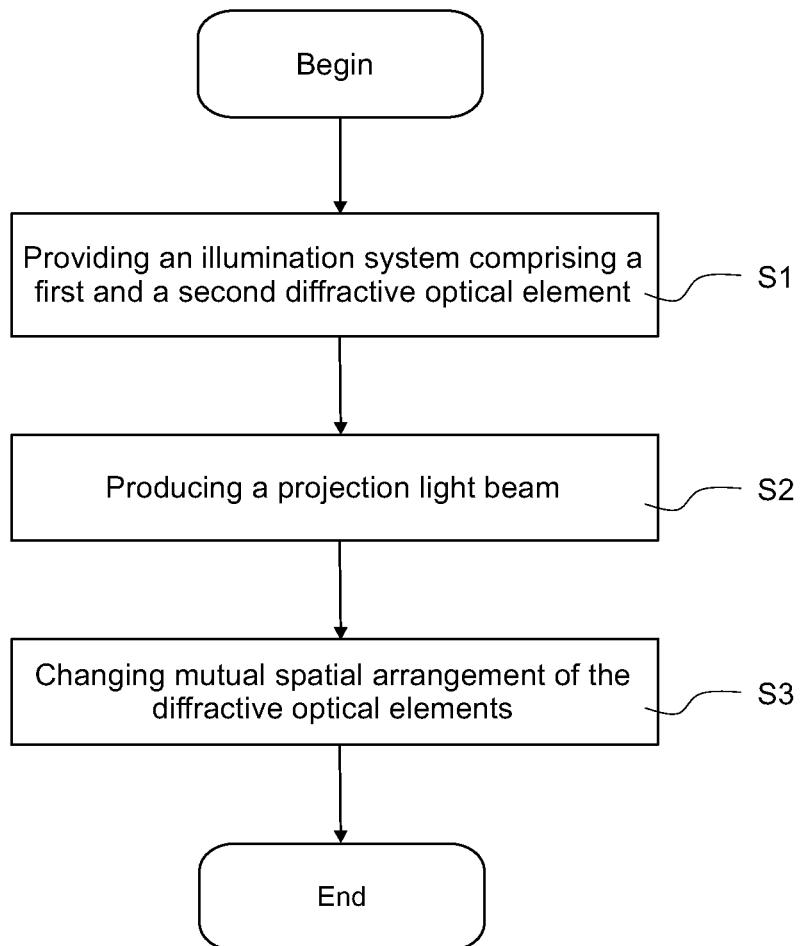 Begin
Providing an illumination system comprising a
first and a second diffractive optical element
S1
Producing a projection light beam
S2
Changing mutual spatial arrangement of the
diffractive optical elements
S3
End